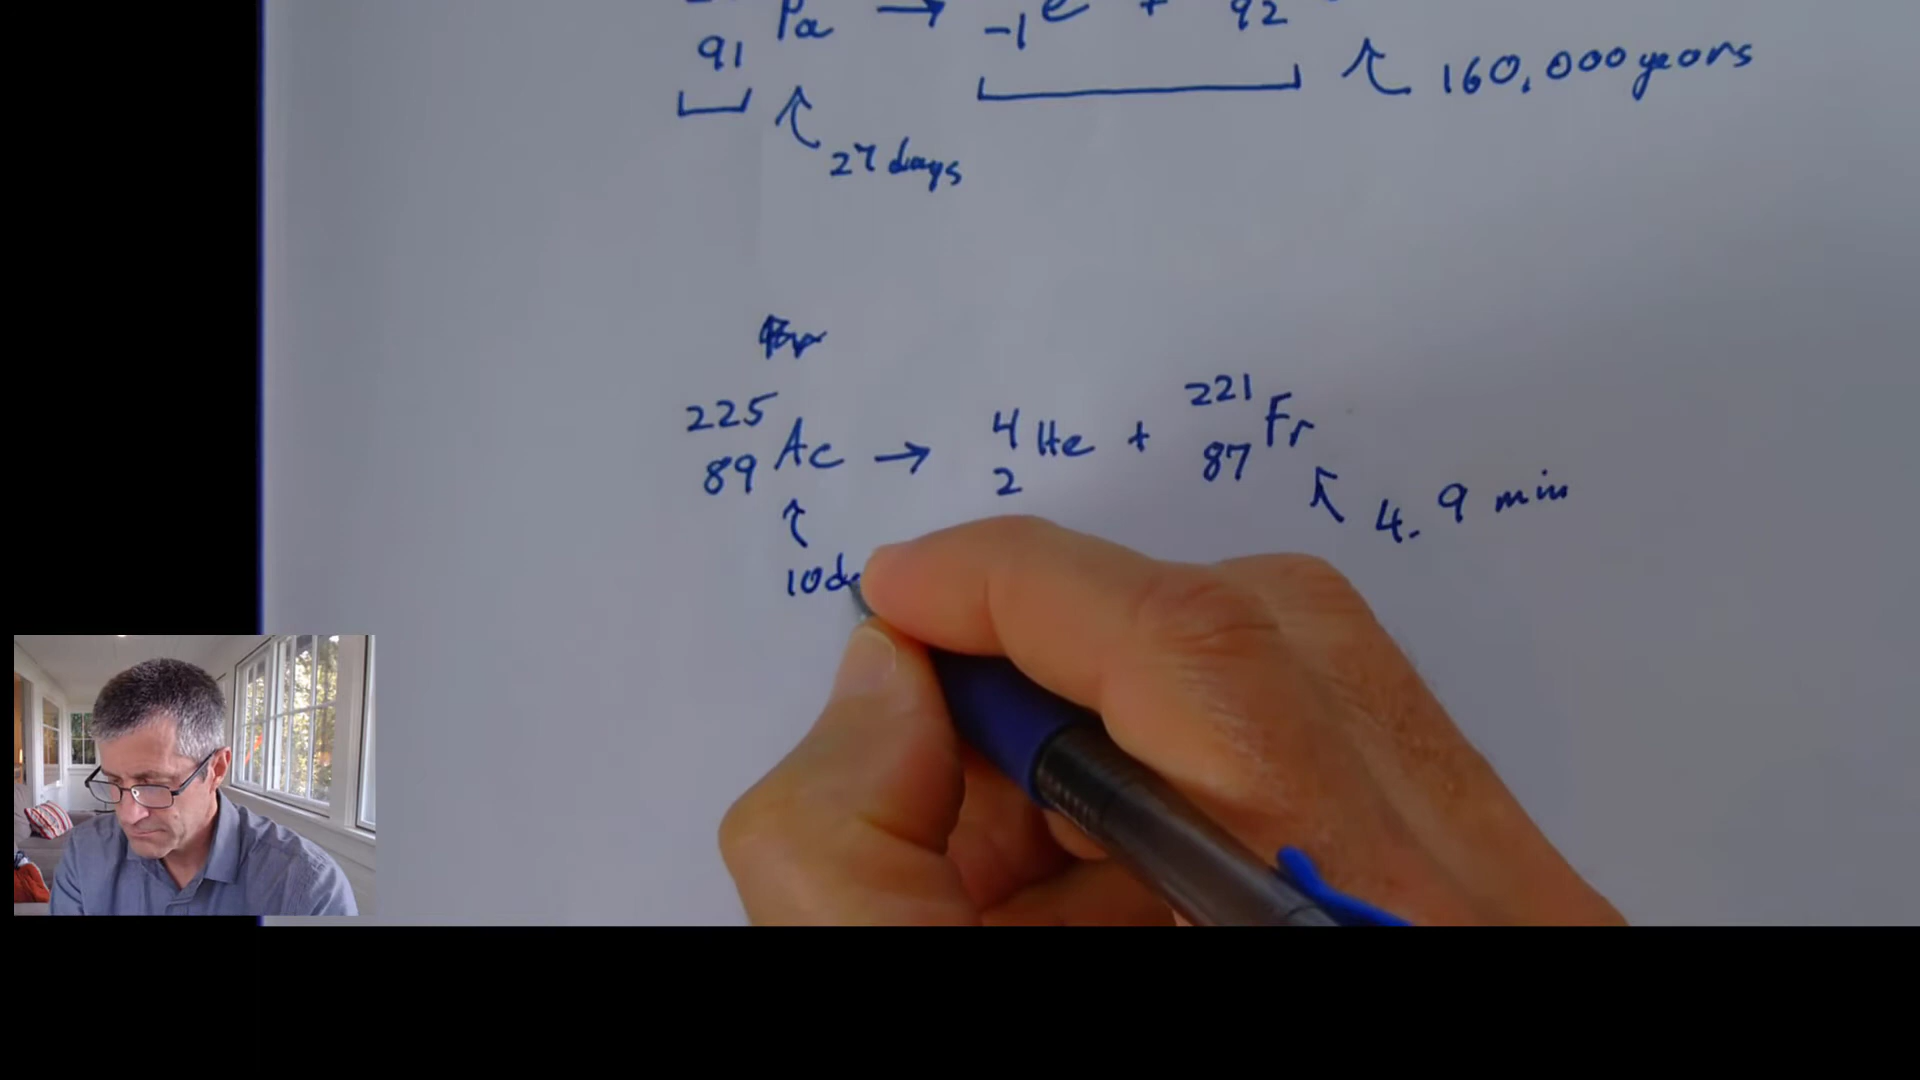 91 Pa → -1 e + 92
160,000 years
27 days
225 89 Ac → 4 2 He + 221 87 Fr
4.9 min
10 d